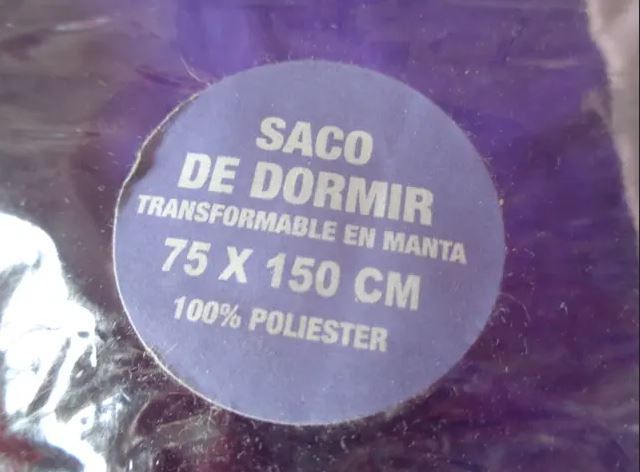 SACO
DE DORMIR
TRANSFORMABLE EN MANTA
75 X 150 CM
100% POLIESTER